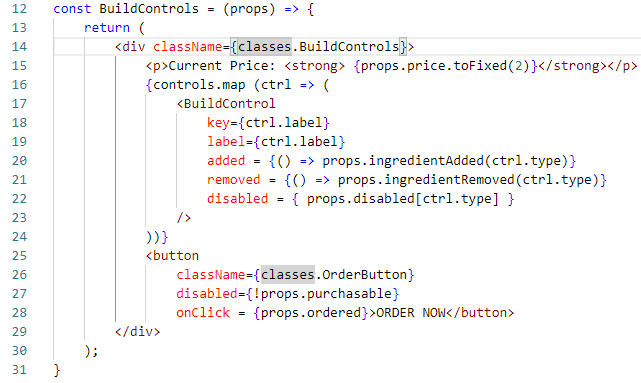 12 const BuildControls = (props) => {
13     return (
14         <div className={classes.BuildControls}>
15             <p>Current Price: <strong> {props.price.toFixed(2)}</strong></p>
16             {controls.map (ctrl => (
17                 <BuildControl
18                     key={ctrl.label}
19                     label={ctrl.label}
20                     added = {() => props.ingredientAdded(ctrl.type)}
21                     removed = {() => props.ingredientRemoved(ctrl.type)}
22                     disabled = { props.disabled[ctrl.type] }
23                 />
24             ))}
25             <button
26                 className={classes.OrderButton}
27                 disabled={!props.purchasable}
28                 onClick = {props.ordered}>ORDER NOW</button>
29         </div>
30     );
31 }